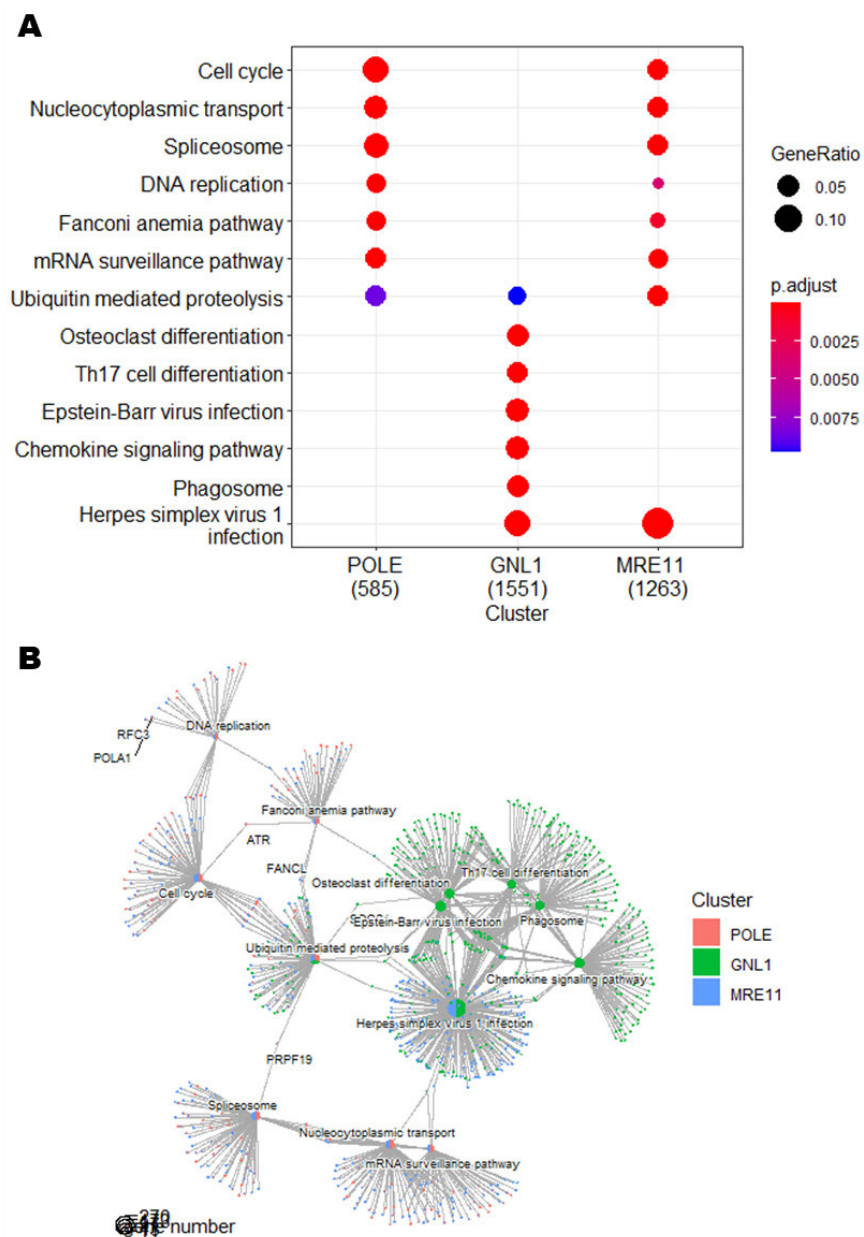 A
Cell cycle
Nucleocytoplasmic transport
Spliceosome
DNA replication
Fanconi anemia pathway
mRNA surveillance pathway
Ubiquitin mediated proteolysis
Osteoclast differentiation
Th17 cell differentiation
Epstein-Barr virus infection
Chemokine signaling pathway
Phagosome
Herpes simplex virus 1
infection
POLE
(585)
GNL1
(1551)
MRE11
(1263)
Cluster
GeneRatio
0.05
0.10
p.adjust
0.0025
0.0050
0.0075
B
DNA replication
RFC3
POLA1
Fanconi anemia pathway
ATR
FANCL
Cell cycle
Th17 cell differentiation
Osteoclast differentiation
Phagosome
Epstein-Barr virus infection
Ubiquitin mediated proteolysis
Chemokine signaling pathway
Herpes simplex virus 1 infection
PRPF19
Spliceosome
Nucleocytoplasmic transport
mRNA surveillance pathway
Cluster
POLE
GNL1
MRE11
number